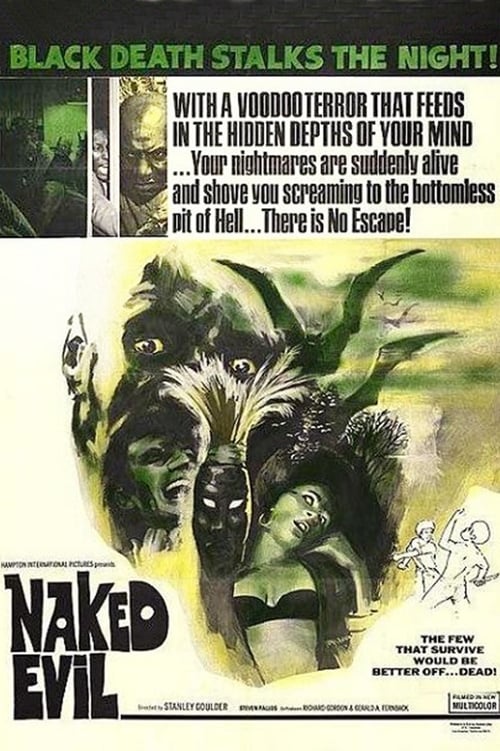 BLACK DEATH STALKS THE NIGHT!
WITH A VOODOO TERROR THAT FEEDS
IN THE HIDDEN DEPTHS OF YOUR MIND
...Your nightmares are suddenly alive
and shove you screaming to the bottomless
pit of Hell...There is No Escape!
HAMPTON INTERNATIONAL PICTURES presents
NAKED
EVIL
Directed by STANLEY GOULDER
STEVEN PALLOS
RICHARD GORDON & GERALD A. FERNBACK
THE FEW
THAT SURVIVE
WOULD BE
BETTER OFF...DEAD!
FILMED IN NEW
MULTICOLOR